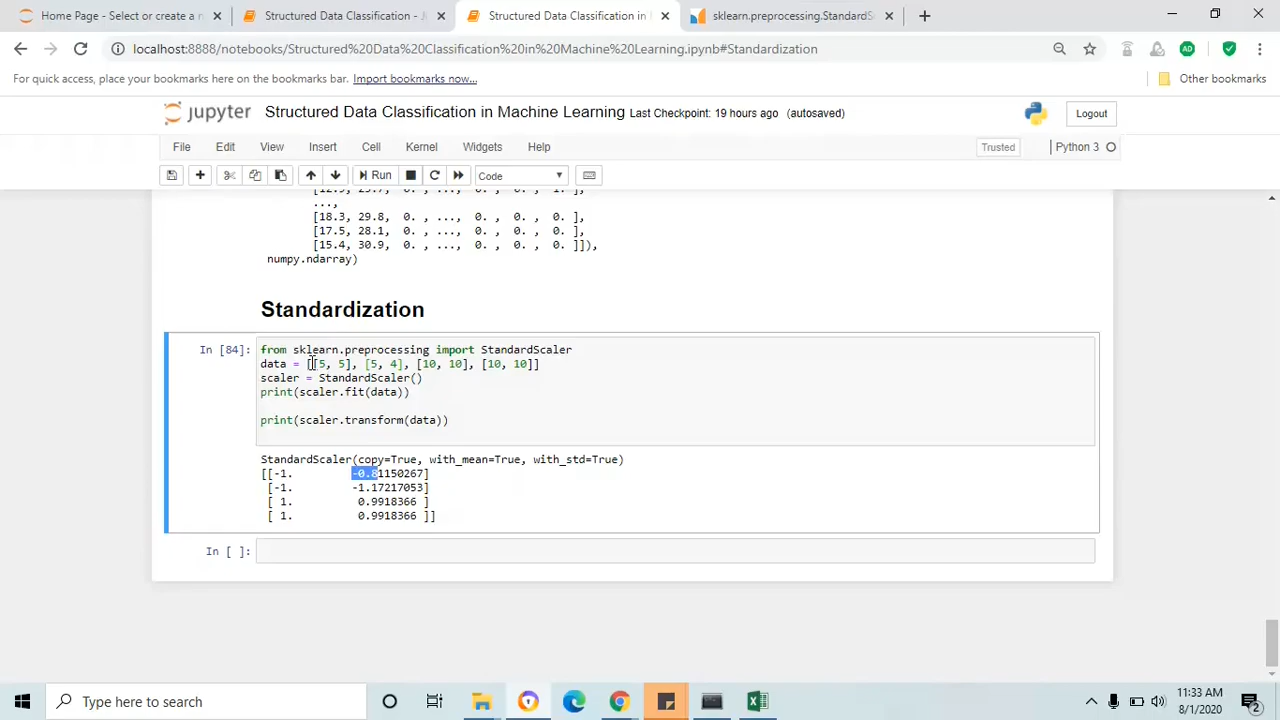 Home Page - Select or create a n
Structured Data Classification - J
Structured Data Classification in
sklearn.preprocessing.StandardSc
localhost:8888/notebooks/Structured%20Data%20Classification%20in%20Machine%20Learning.ipynb#Standardization
For quick access, place your bookmarks here on the bookmarks bar. Import bookmarks now...
Other bookmarks
jupyter Structured Data Classification in Machine Learning Last Checkpoint: 19 hours ago (autosaved)
Logout
File Edit View Insert Cell Kernel Widgets Help
Trusted
Python 3
Run
Code
...,
[18.3, 29.8, 0. , ..., 0. , 0. , 0. ],
[17.5, 28.1, 0. , ..., 0. , 0. , 0. ],
[15.4, 30.9, 0. , ..., 0. , 0. , 0. ]]),
numpy.ndarray)
Standardization
In [84]: from sklearn.preprocessing import StandardScaler
data = [[5, 5], [5, 4], [10, 10], [10, 10]]
scaler = StandardScaler()
print(scaler.fit(data))
print(scaler.transform(data))
StandardScaler(copy=True, with_mean=True, with_std=True)
[[-1. -0.81150267]
[-1. -1.17217053]
[ 1. 0.9918366 ]
[ 1. 0.9918366 ]]
In [ ]:
Type here to search
11:33 AM
8/1/2020
2